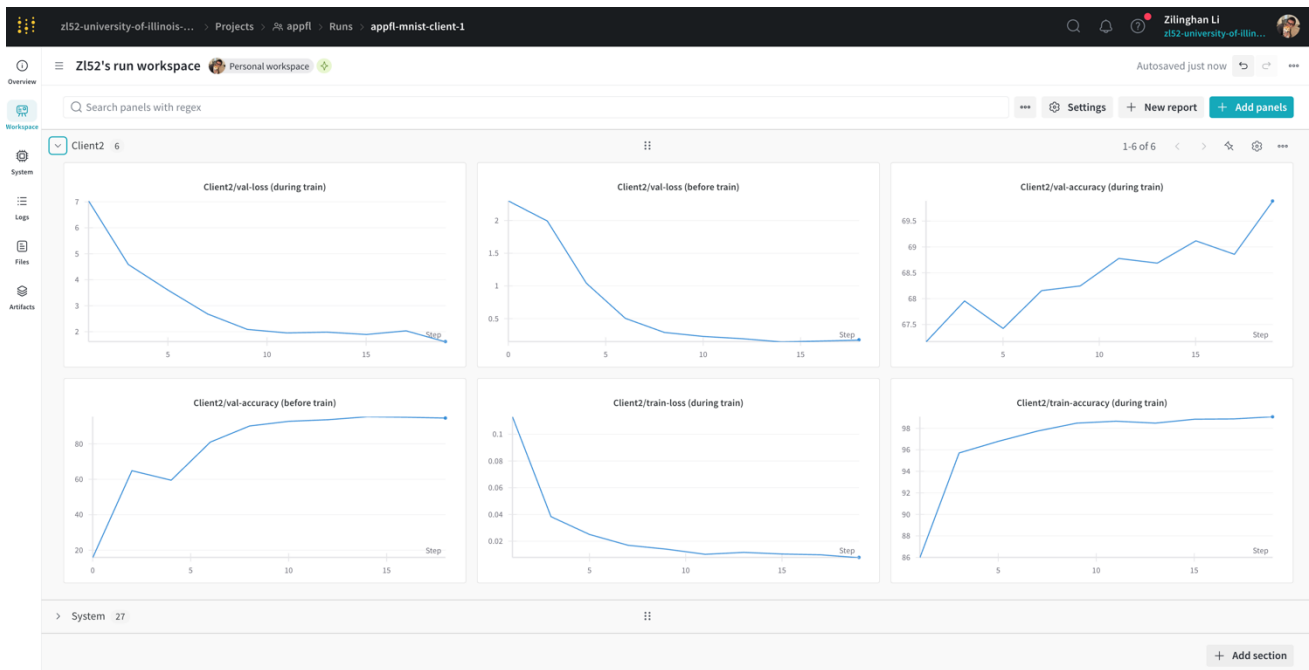 zl52-university-of-illinois-... > Projects > appfl > Runs > appfl-mnist-client-1
Zilinghan Li
zl52-university-of-illin...
Overview
Zl52's run workspace Personal workspace
Autosaved just now
Workspace
Search panels with regex
Settings
New report
Add panels
Client2 6
1-6 of 6
System
Logs
Files
Artifacts
Client2/val-loss (during train)
7
6
5
4
3
2
5 10 15
Step
Client2/val-loss (before train)
2
1.5
1
0.5
0 5 10 15
Step
Client2/val-accuracy (during train)
69.5
69
68.5
68
67.5
5 10 15
Step
Client2/val-accuracy (before train)
80
60
40
20
0 5 10 15
Step
Client2/train-loss (during train)
0.1
0.08
0.06
0.04
0.02
5 10 15
Step
Client2/train-accuracy (during train)
98
96
94
92
90
88
86
5 10 15
Step
System 27
Add section